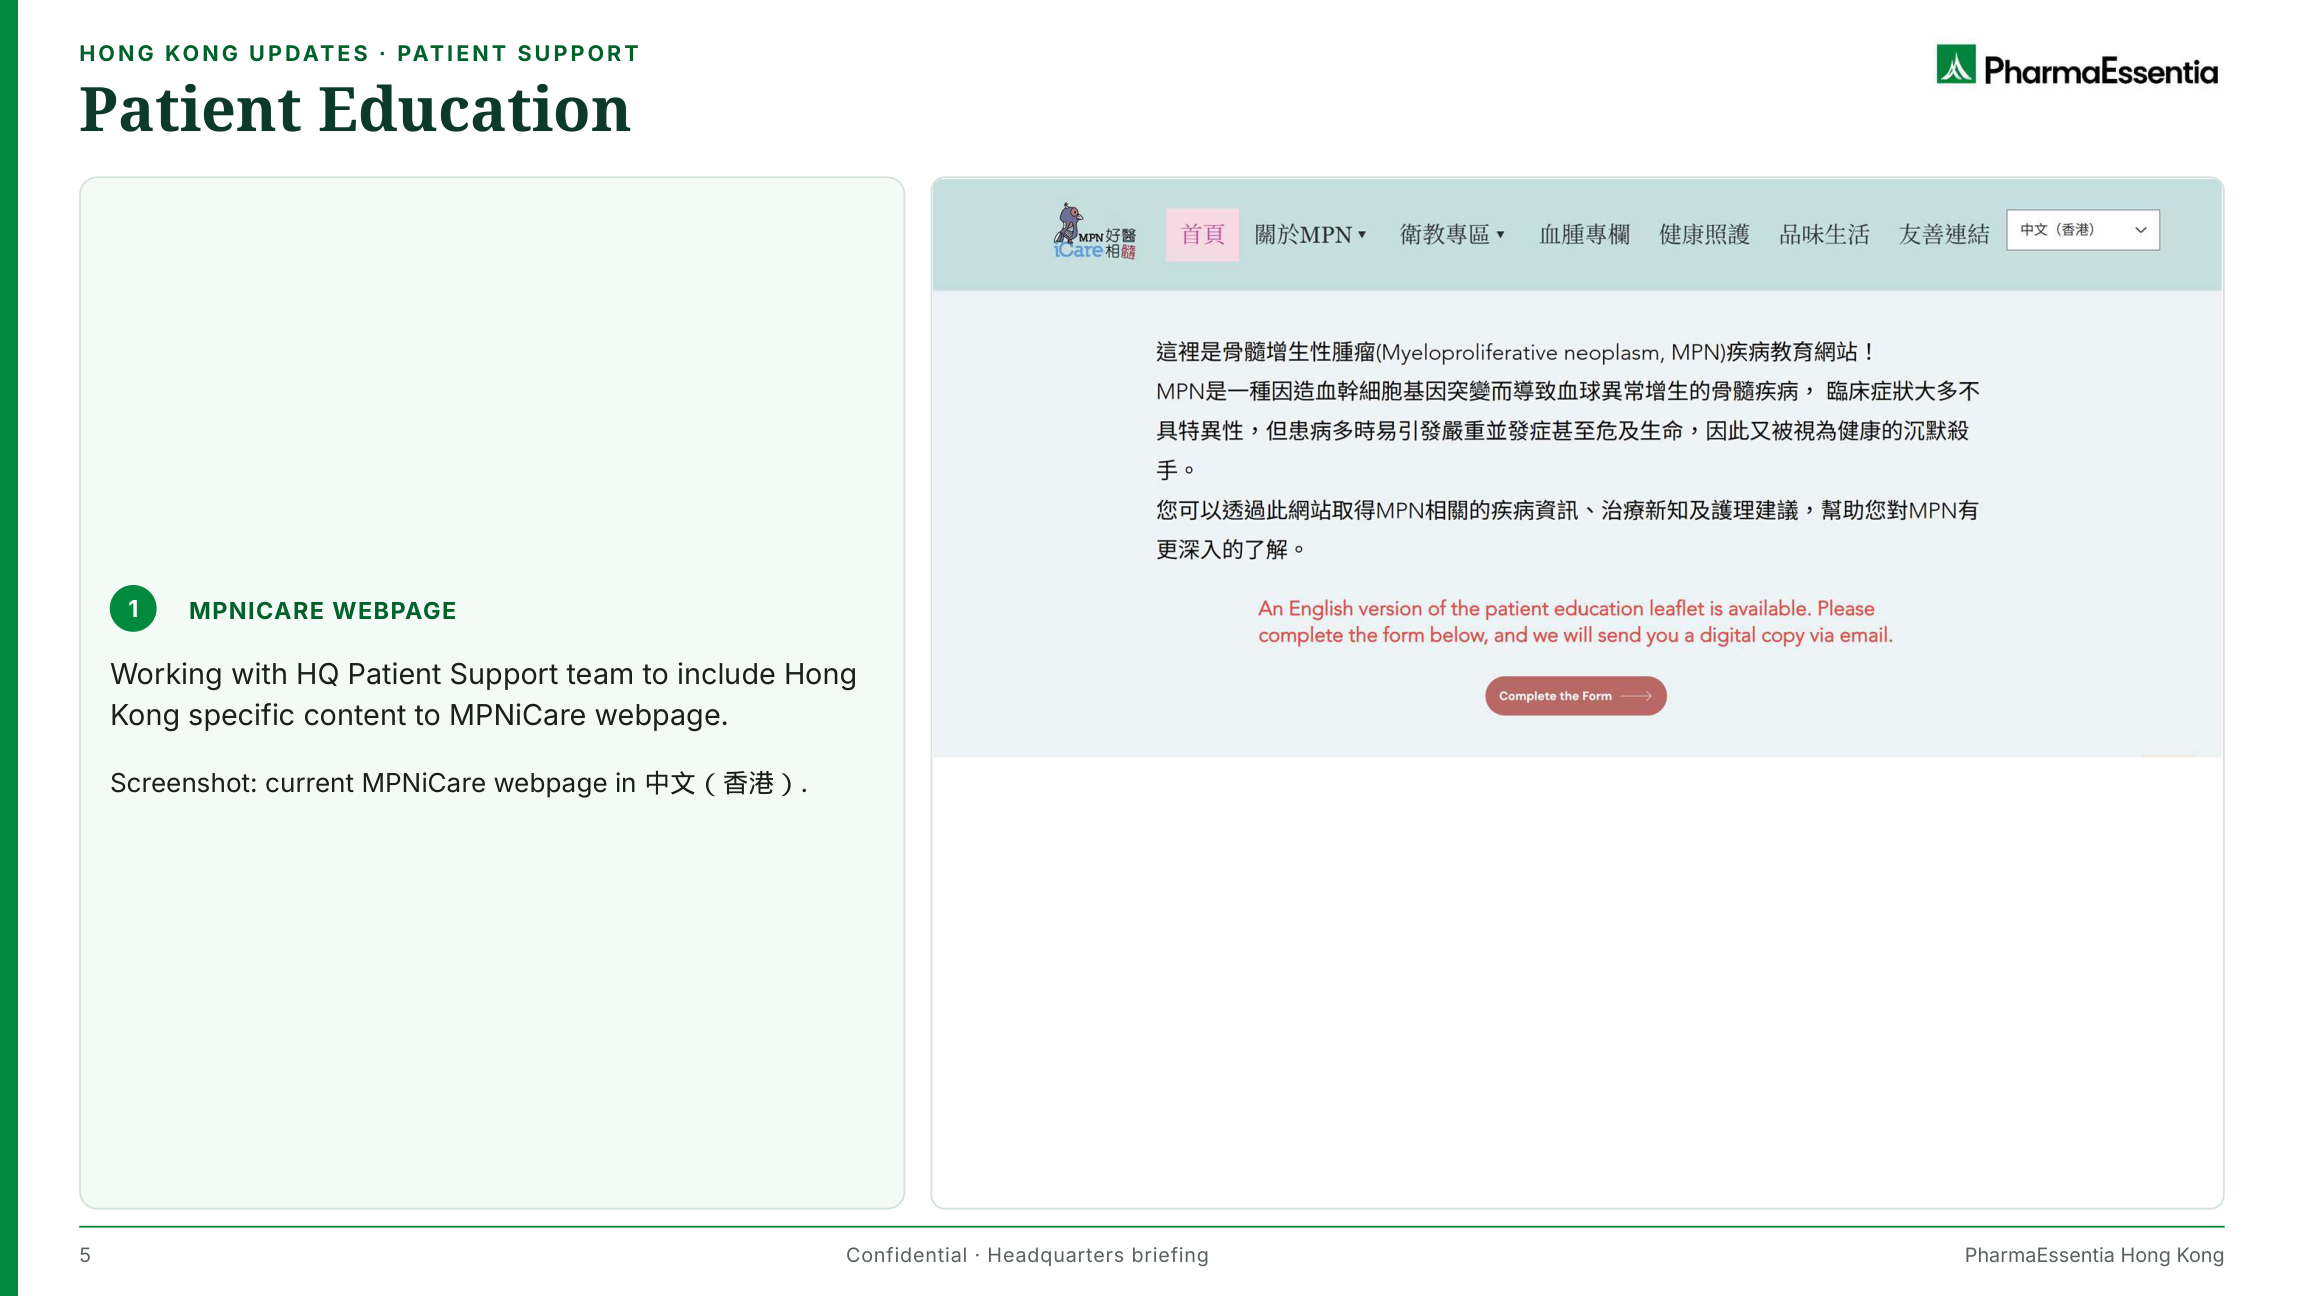 HONG KONG UPDATES · PATIENT SUPPORT
Patient Education
PharmaEssentia
1 MPNICARE WEBPAGE
Working with HQ Patient Support team to include Hong
Kong specific content to MPNiCare webpage.
Screenshot: current MPNiCare webpage in 中文（香港）.
MPN 好醫
iCare 相髓
首頁 關於MPN ▾ 衛教專區 ▾ 血腫專欄 健康照護 品味生活 友善連結 中文（香港）
這裡是骨髓增生性腫瘤(Myeloproliferative neoplasm, MPN)疾病教育網站！
MPN是一種因造血幹細胞基因突變而導致血球異常增生的骨髓疾病， 臨床症狀大多不
具特異性，但患病多時易引發嚴重並發症甚至危及生命，因此又被視為健康的沉默殺
手。
您可以透過此網站取得MPN相關的疾病資訊、治療新知及護理建議，幫助您對MPN有
更深入的了解。
An English version of the patient education leaflet is available. Please
complete the form below, and we will send you a digital copy via email.
Complete the Form
5
Confidential · Headquarters briefing
PharmaEssentia Hong Kong